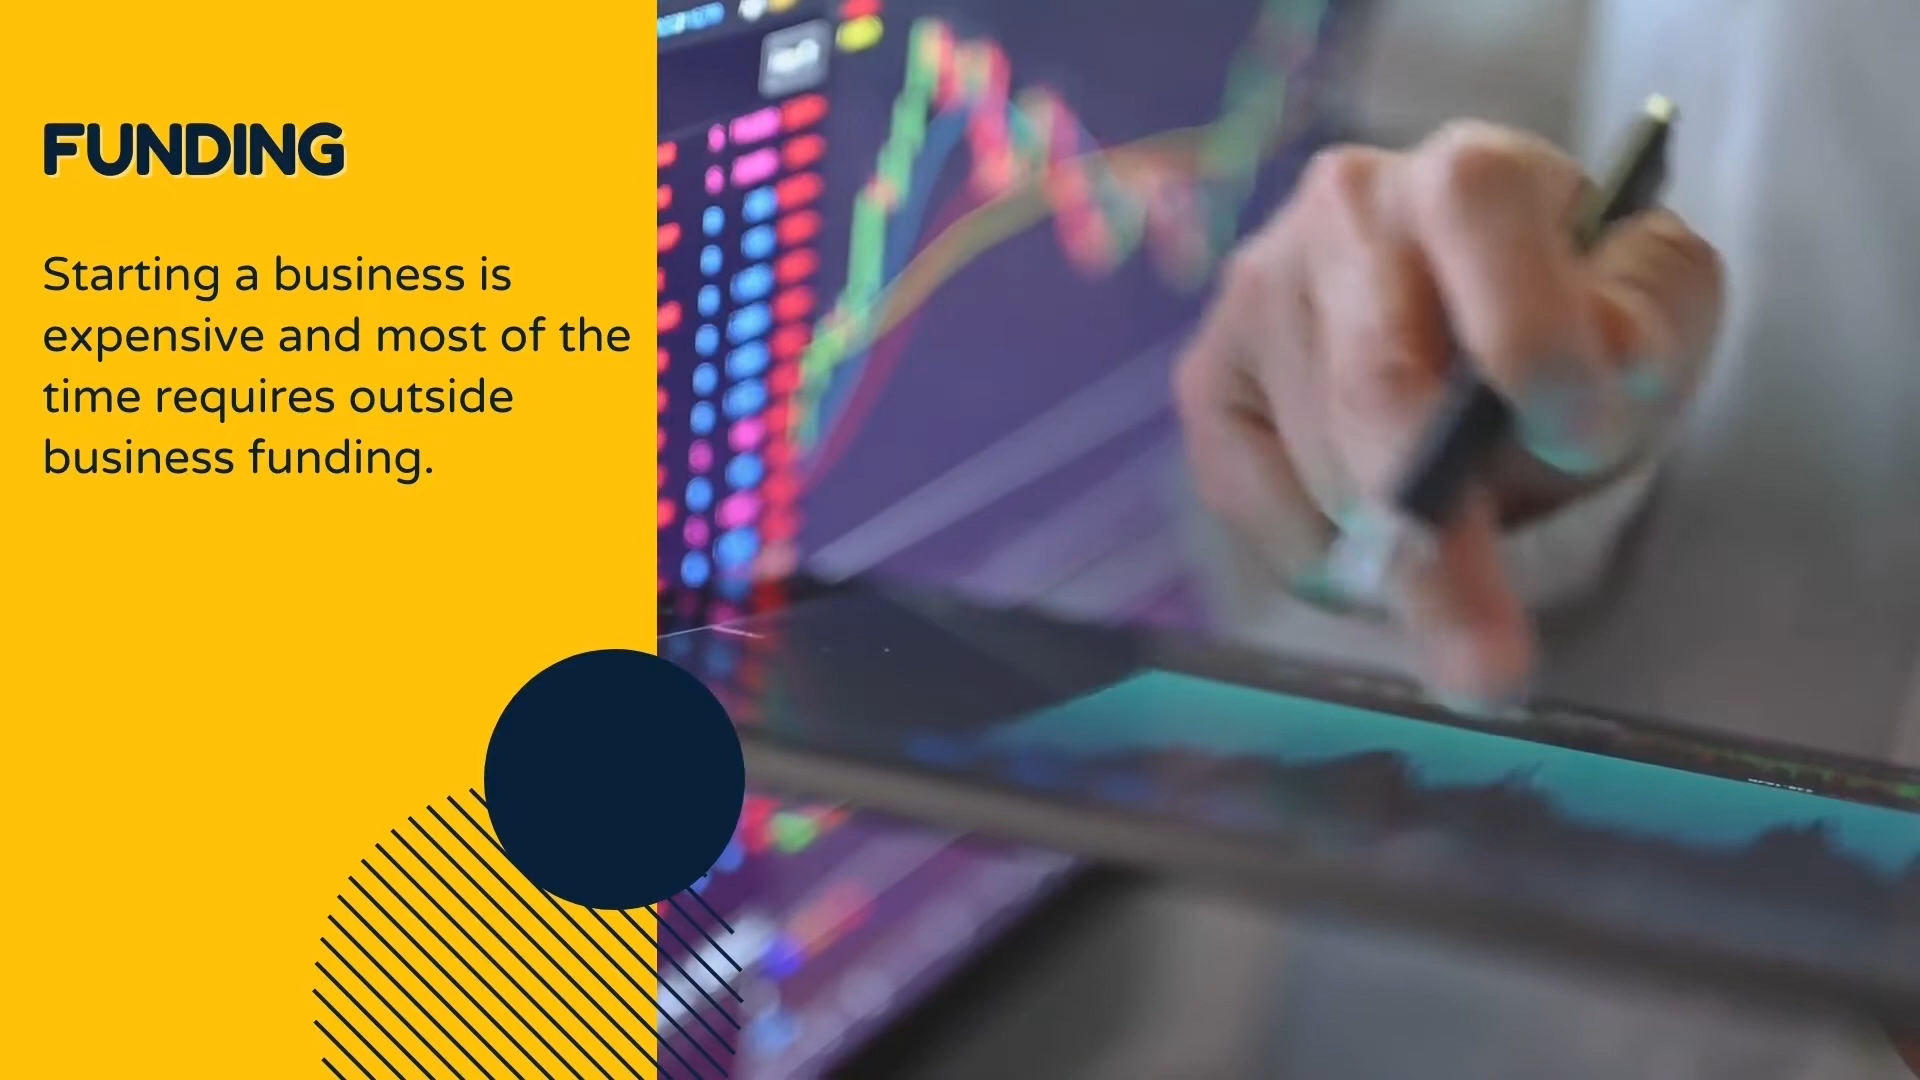 FUNDING
Starting a business is
expensive and most of the
time requires outside
business funding.